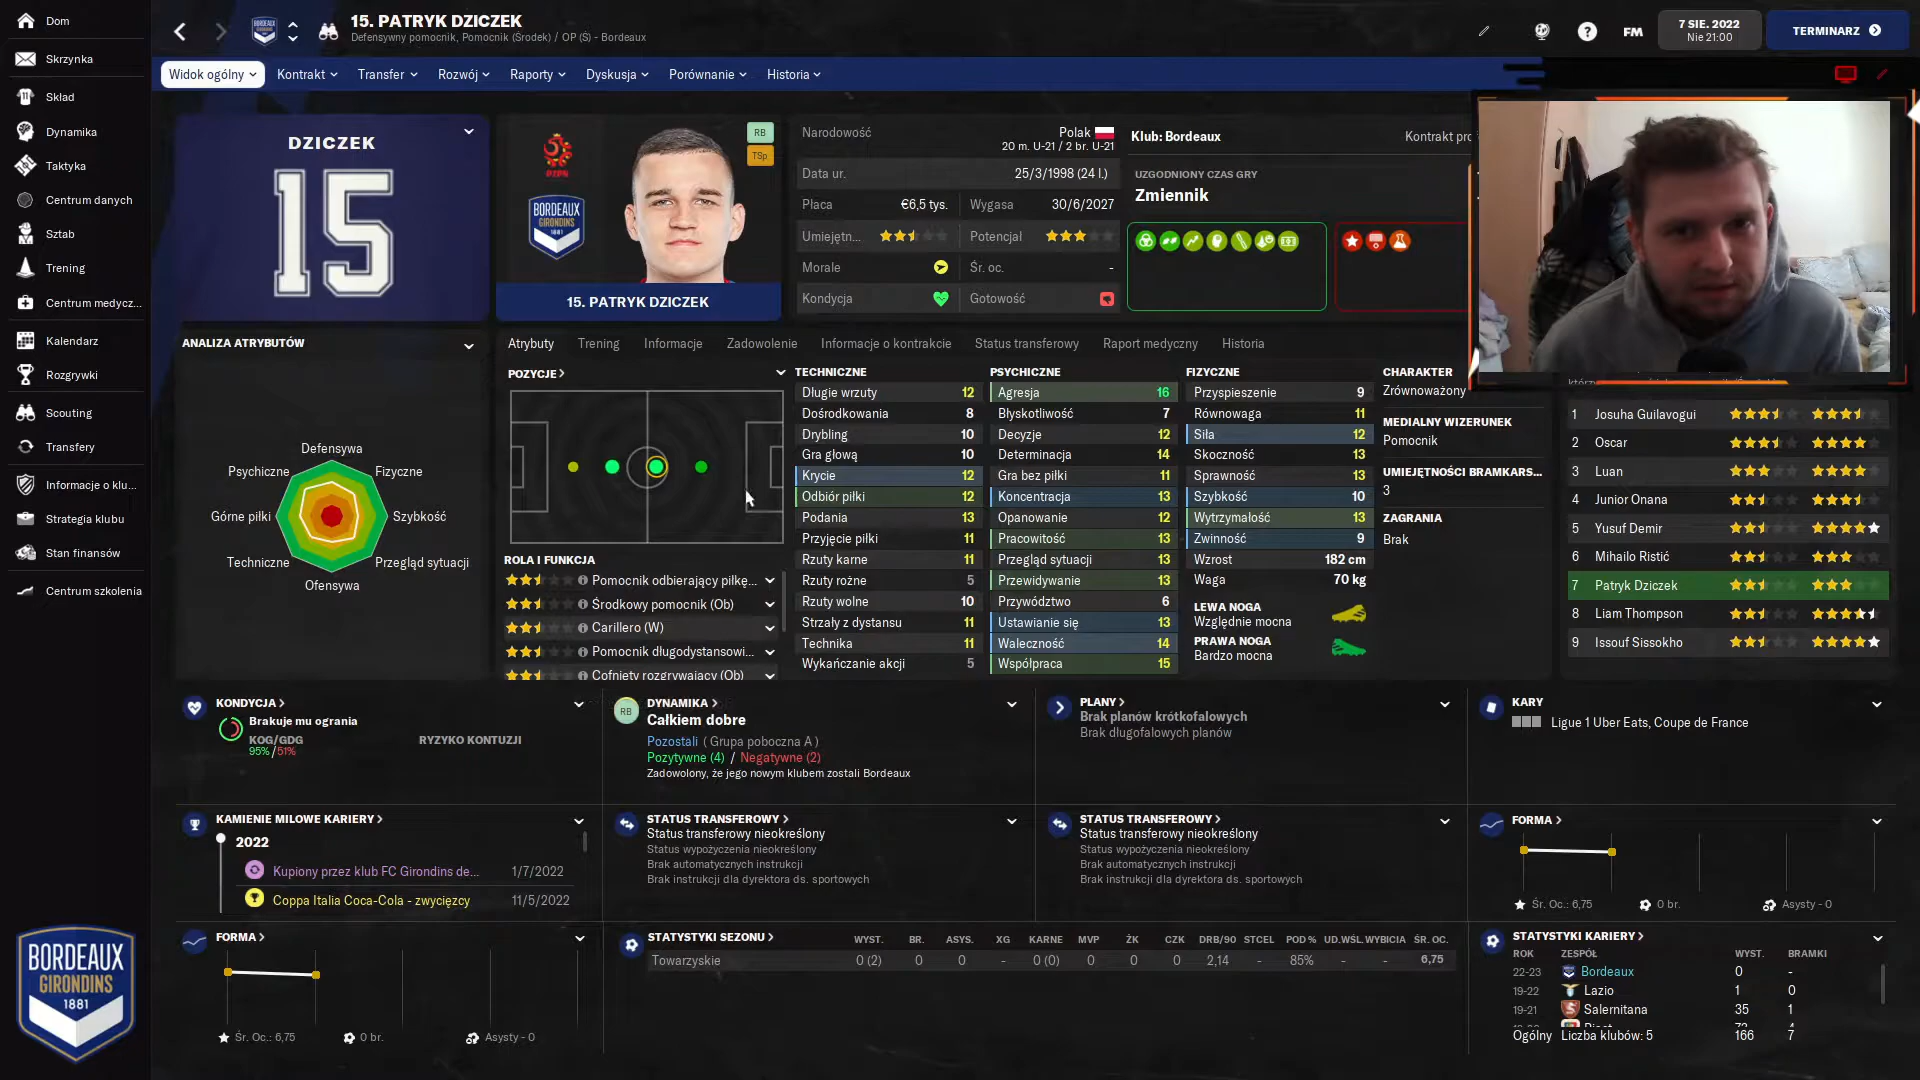 Dom
Skrzynka
Skład
Dynamika
Taktyka
Centrum danych
Sztab
Trening
Centrum medycz...
Kalendarz
Rozgrywki
Scouting
Transfery
Informacje o klu...
Strategia klubu
Stan finansów
Centrum szkolenia
BORDEAUX
GIRONDINS
1881
15. PATRYK DZICZEK
Defensywny pomocnik, Pomocnik (Środek) / OP (Ś) - Bordeaux
FM
7 SIE. 2022
Nie 21:00
TERMINARZ
Widok ogólny
Kontrakt
Transfer
Rozwój
Raporty
Dyskusja
Porównanie
Historia
DZICZEK
15
RB
TSp
BORDEAUX
GIRONDINS
15. PATRYK DZICZEK
Narodowość Polak
20 m. U-21 / 2 br. U-21
Data ur. 25/3/1998 (24 l.)
Płaca €6,5 tys. Wygasa 30/6/2027
Umiejętn... Potencjał
Morale Śr. oc. -
Kondycja Gotowość
Klub: Bordeaux
Kontrakt pro
UZGODNIONY CZAS GRY
Zmiennik
ANALIZA ATRYBUTÓW
Defensywa
Psychiczne Fizyczne
Górne piłki Szybkość
Techniczne Przegląd sytuacji
Ofensywa
Atrybuty Trening Informacje Zadowolenie Informacje o kontrakcie Status transferowy Raport medyczny Historia
POZYCJE
ROLA I FUNKCJA
Pomocnik odbierający piłkę...
Środkowy pomocnik (Ob)
Carillero (W)
Pomocnik długodystansowi...
Cofnięty rozgrywający (Ob)
TECHNICZNE
Długie wrzuty 12
Dośrodkowania 8
Drybling 10
Gra głową 10
Krycie 12
Odbiór piłki 12
Podania 13
Przyjęcie piłki 11
Rzuty karne 11
Rzuty rożne 5
Rzuty wolne 10
Strzały z dystansu 11
Technika 11
Wykańczanie akcji 5
PSYCHICZNE
Agresja 16
Błyskotliwość 7
Decyzje 12
Determinacja 14
Gra bez piłki 11
Koncentracja 13
Opanowanie 12
Pracowitość 13
Przegląd sytuacji 13
Przewidywanie 13
Przywództwo 6
Ustawianie się 13
Waleczność 14
Współpraca 15
FIZYCZNE
Przyspieszenie 9
Równowaga 11
Siła 12
Skoczność 13
Sprawność 13
Szybkość 10
Wytrzymałość 13
Zwinność 9
Wzrost 182 cm
Waga 70 kg
LEWA NOGA
Względnie mocna
PRAWA NOGA
Bardzo mocna
CHARAKTER
Zrównoważony
MEDIALNY WIZERUNEK
Pomocnik
UMIEJĘTNOŚCI BRAMKARS...
3
ZAGRANIA
Brak
1 Josuha Guilavogui
2 Oscar
3 Luan
4 Junior Onana
5 Yusuf Demir
6 Mihailo Ristić
7 Patryk Dziczek
8 Liam Thompson
9 Issouf Sissokho
KONDYCJA
Brakuje mu ogrania
KOG/GDG RYZYKO KONTUZJI
95% / 51%
RB
DYNAMIKA
Całkiem dobre
Pozostali ( Grupa poboczna A )
Pozytywne (4) / Negatywne (2)
Zadowolony, że jego nowym klubem zostali Bordeaux
PLANY
Brak planów krótkofalowych
Brak długofalowych planów
KARY
Ligue 1 Uber Eats, Coupe de France
KAMIENIE MILOWE KARIERY
2022
Kupiony przez klub FC Girondins de... 1/7/2022
Coppa Italia Coca-Cola - zwycięzcy 11/5/2022
STATUS TRANSFEROWY
Status transferowy nieokreślony
Status wypożyczenia nieokreślony
Brak automatycznych instrukcji
Brak instrukcji dla dyrektora ds. sportowych
STATUS TRANSFEROWY
Status transferowy nieokreślony
Status wypożyczenia nieokreślony
Brak automatycznych instrukcji
Brak instrukcji dla dyrektora ds. sportowych
FORMA
Śr. Oc.: 6,75 0 br. Asysty - 0
FORMA
Śr. Oc.: 6,75 0 br. Asysty - 0
STATYSTYKI SEZONU WYST. BR. ASYS. XG KARNE MVP ŻK CZK DRB/90 STCEL POD % UD.WŚL. WYBICIA ŚR. OC.
Towarzyskie 0 (2) 0 0 - 0 (0) 0 0 0 2,14 - 85% - - 6,75
STATYSTYKI KARIERY
ROK ZESPÓŁ WYST. BRAMKI
22-23 Bordeaux 0 -
19-22 Lazio 1 0
19-21 Salernitana 35 1
Ogólny Liczba klubów: 5 166 7